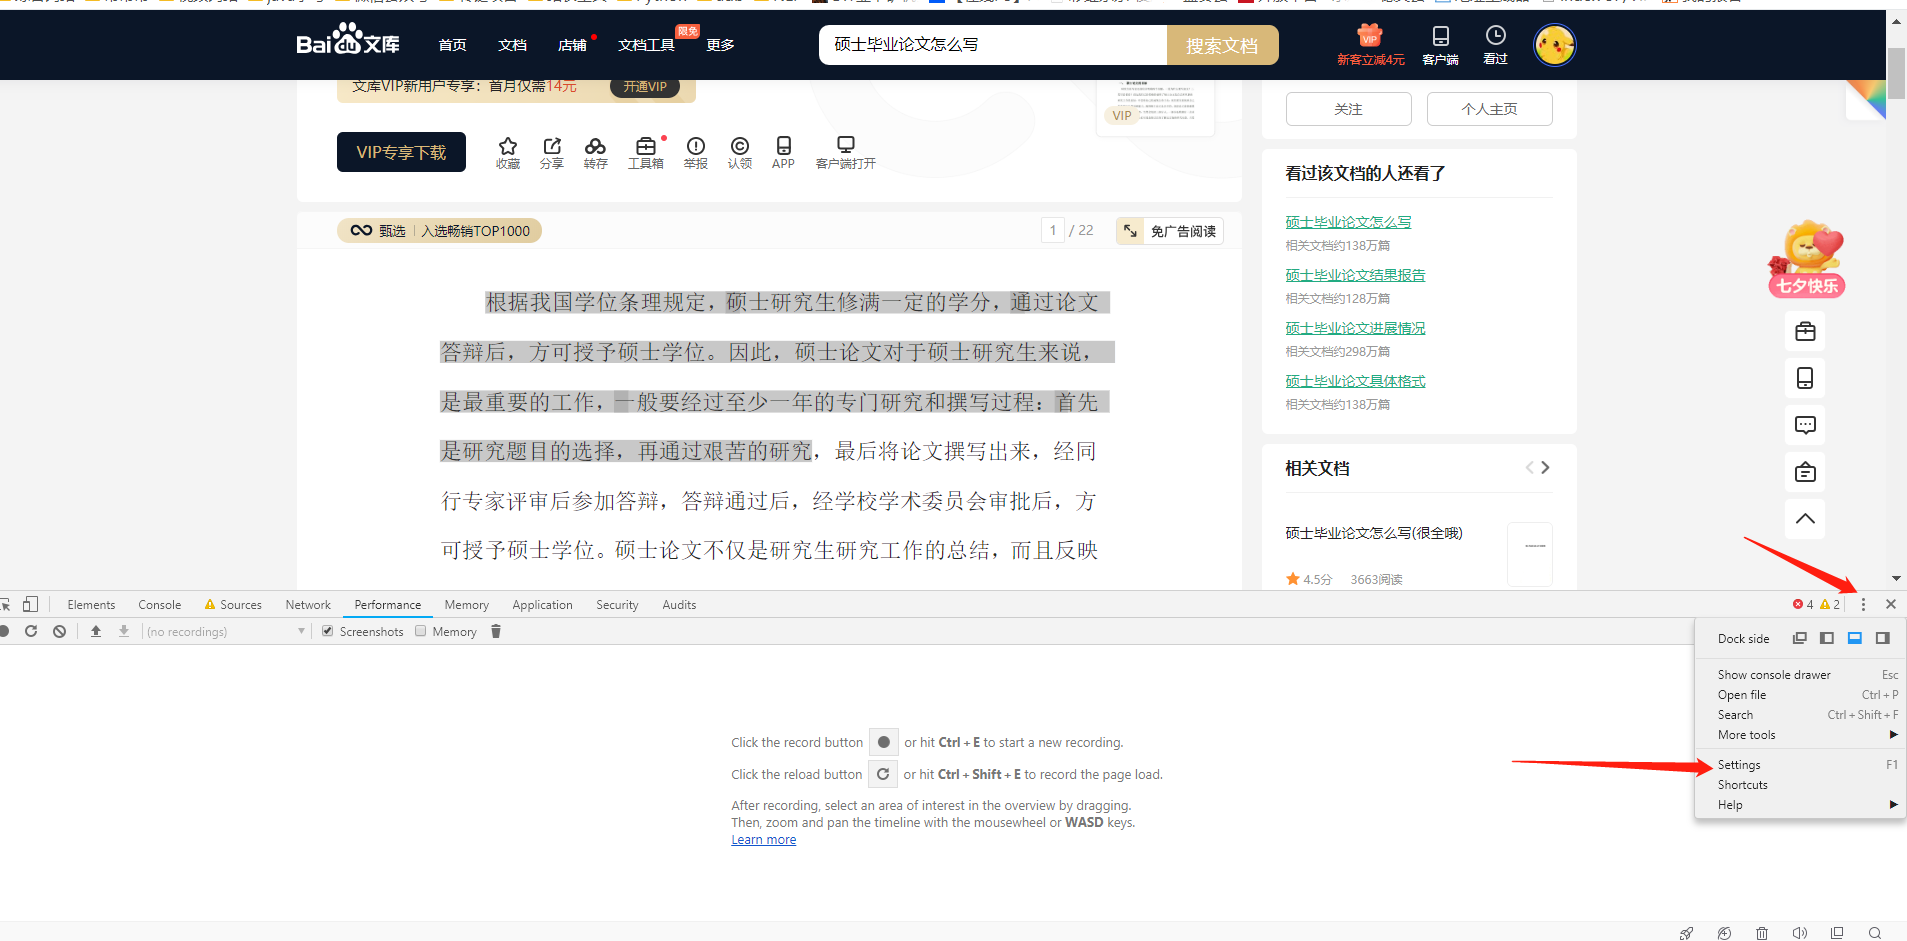 Bai du 文库
首页
文档
店铺
文档工具
限免
更多
硕士毕业论文怎么写
搜索文档
VIP
新客立减4元
客户端
看过
文库VIP新用户专享：首月仅需14元
开通VIP
VIP
关注
个人主页
VIP专享下载
收藏
分享
转存
工具箱
举报
认领
APP
客户端打开
看过该文档的人还看了
硕士毕业论文怎么写
相关文档约138万篇
硕士毕业论文结果报告
相关文档约128万篇
硕士毕业论文进展情况
相关文档约298万篇
硕士毕业论文具体格式
相关文档约138万篇
七夕快乐
甄选 | 入选畅销TOP1000
1 / 22
免广告阅读
根据我国学位条理规定，硕士研究生修满一定的学分，通过论文
答辩后，方可授予硕士学位。因此，硕士论文对于硕士研究生来说，
是最重要的工作，一般要经过至少一年的专门研究和撰写过程：首先
是研究题目的选择，再通过艰苦的研究，最后将论文撰写出来，经同
行专家评审后参加答辩，答辩通过后，经学校学术委员会审批后，方
可授予硕士学位。硕士论文不仅是研究生研究工作的总结，而且反映
相关文档
硕士毕业论文怎么写(很全哦)
4.5分 3663阅读
Elements
Console
Sources
Network
Performance
Memory
Application
Security
Audits
4
2
(no recordings)
Screenshots
Memory
Dock side
Show console drawer Esc
Open file Ctrl + P
Search Ctrl + Shift + F
More tools
Settings F1
Shortcuts
Help
Click the record button or hit Ctrl + E to start a new recording.
Click the reload button or hit Ctrl + Shift + E to record the page load.
After recording, select an area of interest in the overview by dragging.
Then, zoom and pan the timeline with the mousewheel or WASD keys.
Learn more